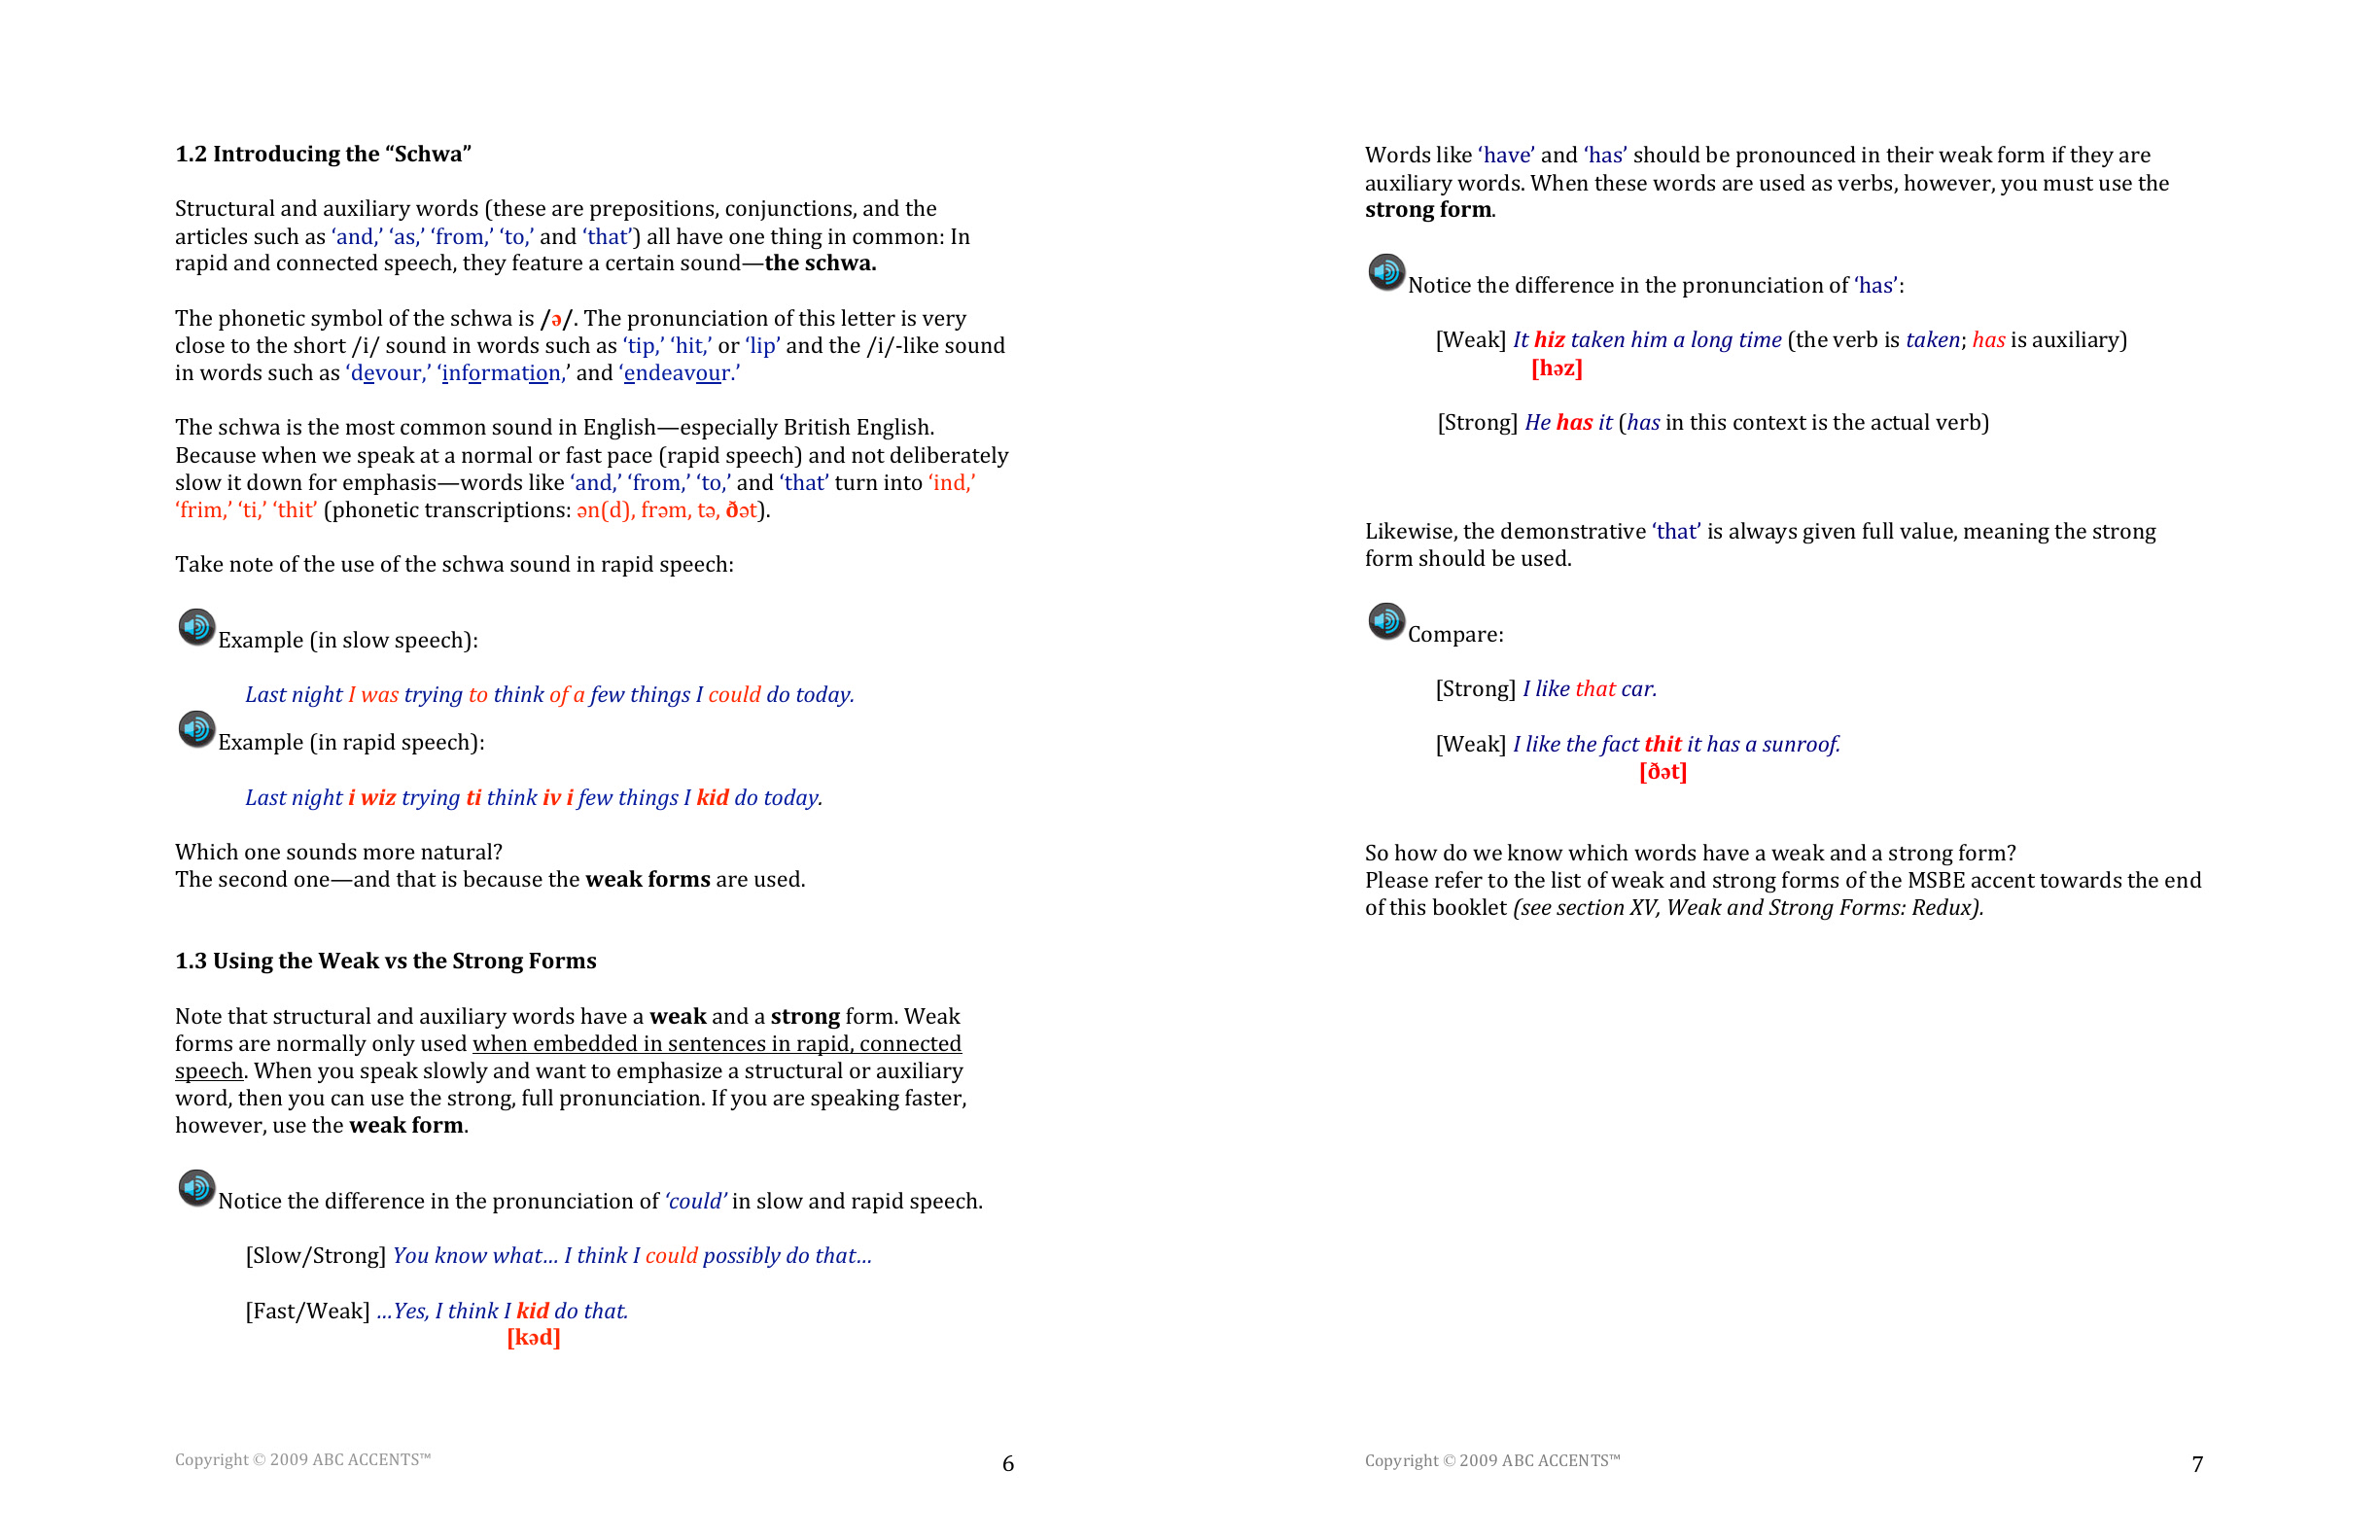 1.2 Introducing the “Schwa”
Structural and auxiliary words (these are prepositions, conjunctions, and the
articles such as ‘and,’ ‘as,’ ‘from,’ ‘to,’ and ‘that’) all have one thing in common: In
rapid and connected speech, they feature a certain sound—the schwa.
The phonetic symbol of the schwa is /ə/. The pronunciation of this letter is very
close to the short /i/ sound in words such as ‘tip,’ ‘hit,’ or ‘lip’ and the /i/-like sound
in words such as ‘devour,’ ‘information,’ and ‘endeavour.’
The schwa is the most common sound in English—especially British English.
Because when we speak at a normal or fast pace (rapid speech) and not deliberately
slow it down for emphasis—words like ‘and,’ ‘from,’ ‘to,’ and ‘that’ turn into ‘ind,’
‘frim,’ ‘ti,’ ‘thit’ (phonetic transcriptions: ən(d), frəm, tə, ðət).
Take note of the use of the schwa sound in rapid speech:
Example (in slow speech):
Last night I was trying to think of a few things I could do today.
Example (in rapid speech):
Last night i wiz trying ti think iv i few things I kid do today.
Which one sounds more natural?
The second one—and that is because the weak forms are used.
1.3 Using the Weak vs the Strong Forms
Note that structural and auxiliary words have a weak and a strong form. Weak
forms are normally only used when embedded in sentences in rapid, connected
speech. When you speak slowly and want to emphasize a structural or auxiliary
word, then you can use the strong, full pronunciation. If you are speaking faster,
however, use the weak form.
Notice the difference in the pronunciation of ‘could’ in slow and rapid speech.
[Slow/Strong] You know what… I think I could possibly do that…
[Fast/Weak] …Yes, I think I kid do that.
[kəd]
Copyright © 2009 ABC ACCENTS™
6
Words like ‘have’ and ‘has’ should be pronounced in their weak form if they are
auxiliary words. When these words are used as verbs, however, you must use the
strong form.
Notice the difference in the pronunciation of ‘has’:
[Weak] It hiz taken him a long time (the verb is taken; has is auxiliary)
[həz]
[Strong] He has it (has in this context is the actual verb)
Likewise, the demonstrative ‘that’ is always given full value, meaning the strong
form should be used.
Compare:
[Strong] I like that car.
[Weak] I like the fact thit it has a sunroof.
[ðət]
So how do we know which words have a weak and a strong form?
Please refer to the list of weak and strong forms of the MSBE accent towards the end
of this booklet (see section XV, Weak and Strong Forms: Redux).
Copyright © 2009 ABC ACCENTS™
7